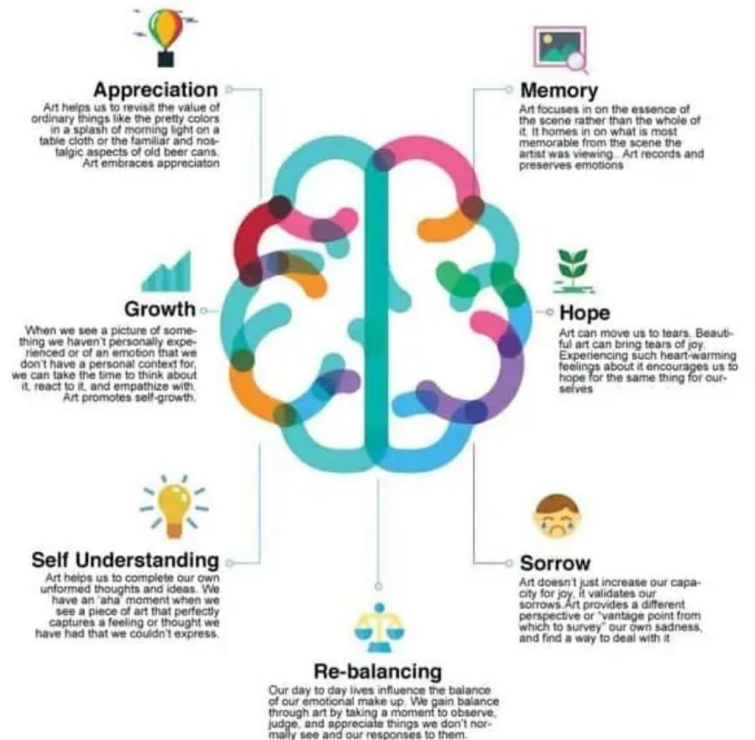 Appreciation
Art helps us to revisit the value of
ordinary things like the pretty colors
in a splash of morning light on a
table cloth or the familiar and nos-
talgic aspects of old beer cans.
Art embraces appreciaton
Memory
Art focuses in on the essence of
the scene rather than the whole of
it. It homes in on what is most
memorable from the scene the
artist was viewing.. Art records and
preserves emotions
Growth
When we see a picture of some-
thing we haven't personally expe-
rienced or of an emotion that we
don't have a personal context for,
we can take the time to think about
it, react to it, and empathize with.
Art promotes self-growth.
Hope
Art can move us to tears. Beauti-
ful art can bring tears of joy.
Experiencing such heart-warming
feelings about it encourages us to
hope for the same thing for our-
selves
Self Understanding
Art helps us to complete our own
unformed thoughts and ideas. We
have an 'aha' moment when we
see a piece of art that perfectly
captures a feeling or thought we
have had that we couldn't express.
Sorrow
Art doesn't just increase our capa-
city for joy, it validates our
sorrows.Art provides a different
perspective or "vantage point from
which to survey" our own sadness,
and find a way to deal with it
Re-balancing
Our day to day lives influence the balance
of our emotional make up. We gain balance
through art by taking a moment to observe,
judge, and appreciate things we don't nor-
mally see and our responses to them.